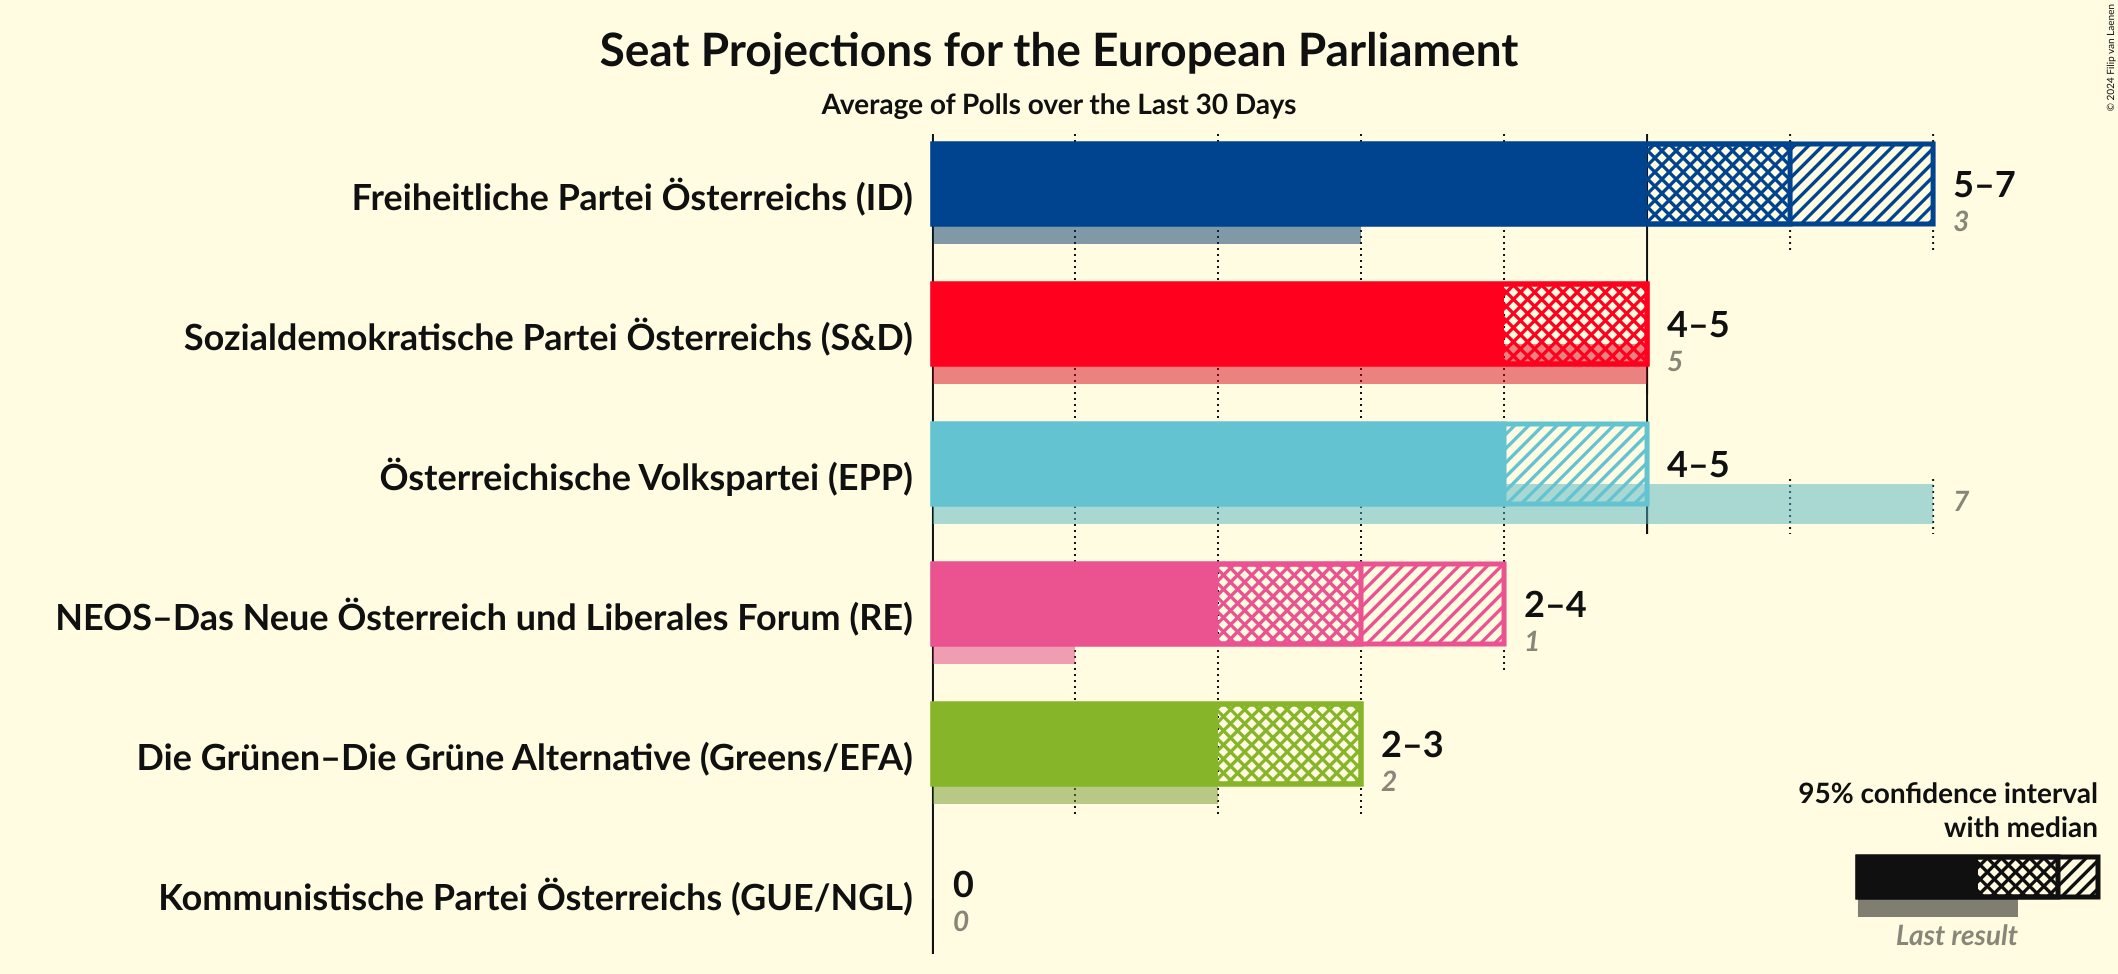 Seat Projections for the European Parliament
Average of Polls over the Last 30 Days
© 2024 Filip van Laenen
Freiheitliche Partei Österreichs (ID)
5–7
3
Sozialdemokratische Partei Österreichs (S&D)
4–5
5
Österreichische Volkspartei (EPP)
4–5
7
NEOS–Das Neue Österreich und Liberales Forum (RE)
2–4
1
Die Grünen–Die Grüne Alternative (Greens/EFA)
2–3
2
Kommunistische Partei Österreichs (GUE/NGL)
0
0
95% confidence interval
with median
Last result